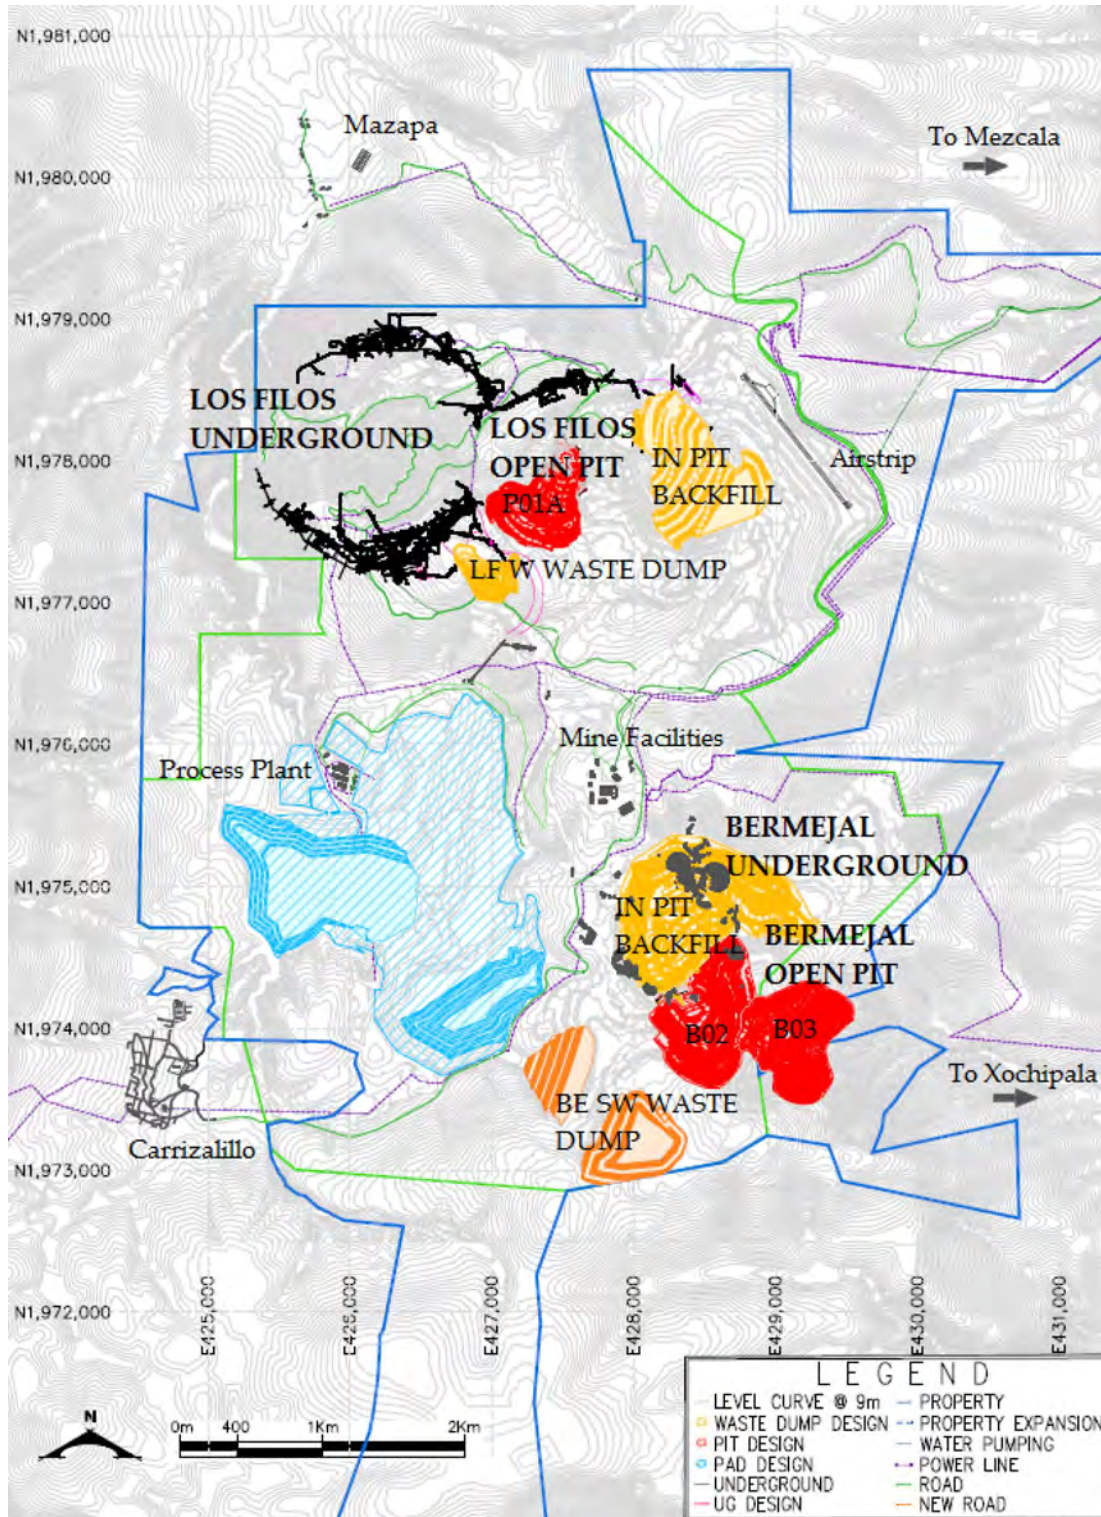 N1,981,000
Mazapa
To Mezcala
N1,980,000
N1,979,000
LOS FILOS
UNDERGROUND
LOS FILOS
OPEN PIT
IN PIT
BACKFILL
Airstrip
N1,978,000
P01A
LF W WASTE DUMP
N1,977,000
Mine Facilities
N1,976,000
Process Plant
BERMEJAL
UNDERGROUND
N1,975,000
IN PIT
BACKFILL
BERMEJAL
OPEN PIT
N1,974,000
B02
B03
To Xochipala
BE SW WASTE
DUMP
Carrizalillo
N1,973,000
N1,972,000
E425,000
E426,000
E427,000
E428,000
E429,000
E430,000
E431,000
N
0m 400 1Km 2Km
LEGEND
LEVEL CURVE @ 9m
WASTE DUMP DESIGN
PIT DESIGN
PAD DESIGN
UNDERGROUND
UG DESIGN
PROPERTY
PROPERTY EXPANSION
WATER PUMPING
POWER LINE
ROAD
NEW ROAD